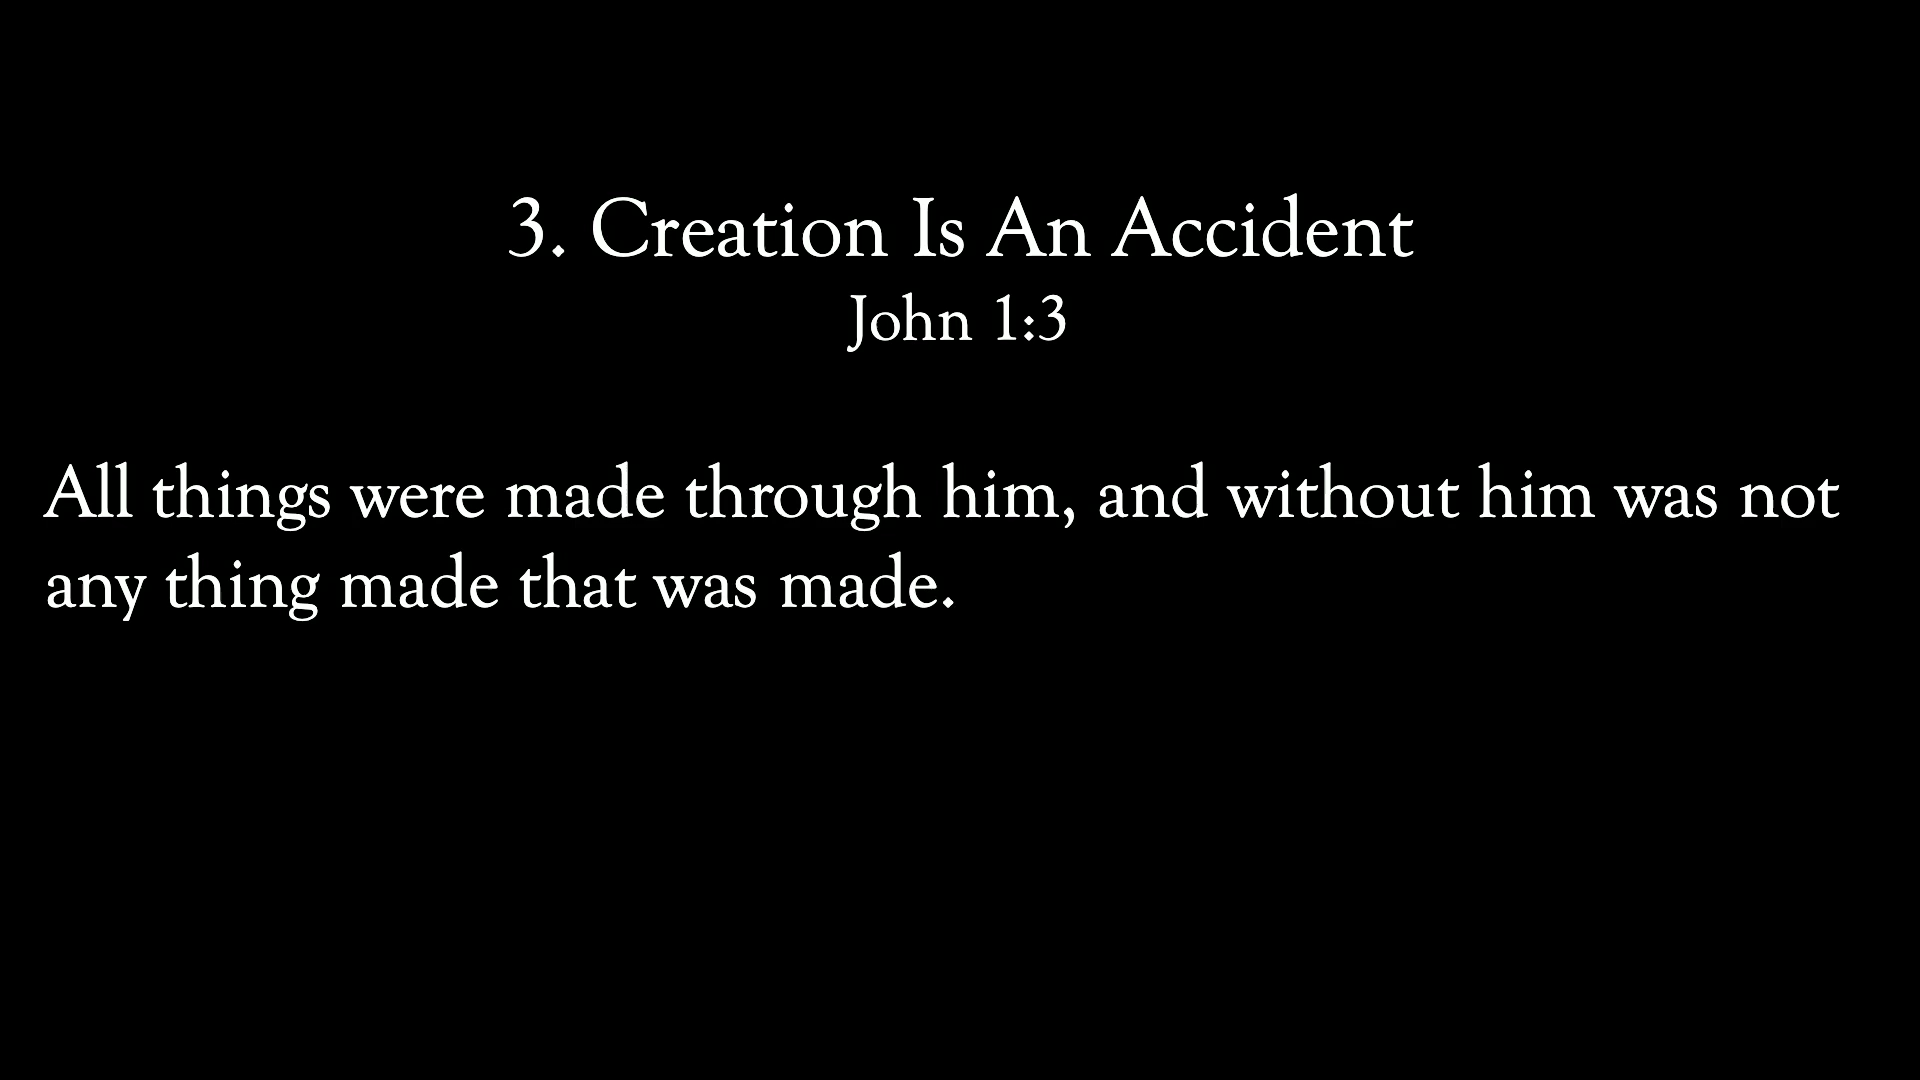 3. Creation Is An Accident
John 1:3
All things were made through him, and without him was not
any thing made that was made.